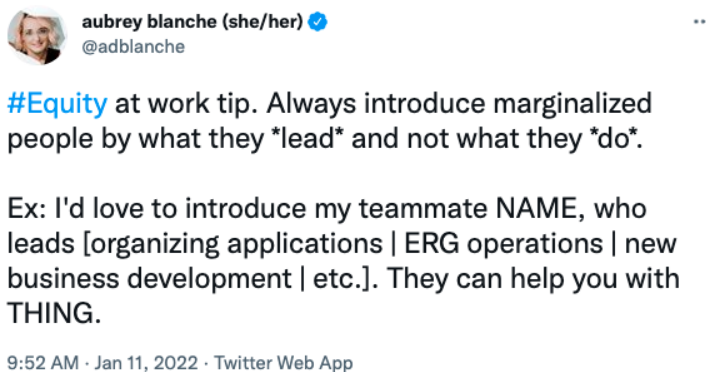 aubrey blanche (she/her)
@adblanche
#Equity at work tip. Always introduce marginalized
people by what they *lead* and not what they *do*.
Ex: I'd love to introduce my teammate NAME, who
leads [organizing applications | ERG operations | new
business development | etc.]. They can help you with
THING.
9:52 AM · Jan 11, 2022 · Twitter Web App